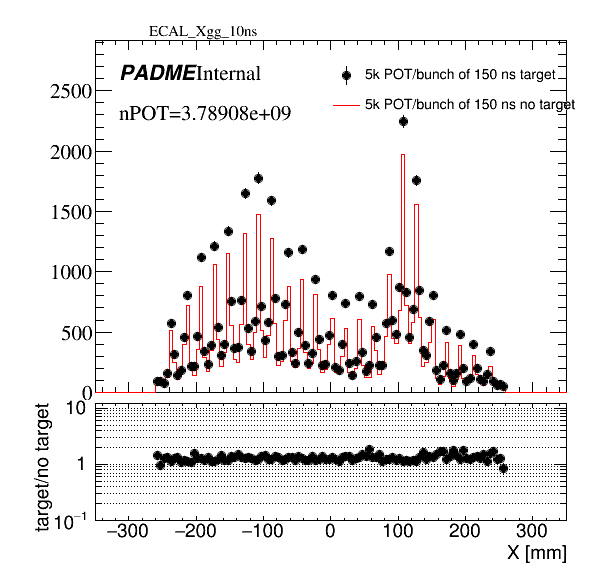 ECAL_Xgg_10ns
PADME Internal
nPOT=3.78908e+09
5k POT/bunch of 150 ns target
5k POT/bunch of 150 ns no target
2500
2000
1500
1000
500
0
target/no target
10
1
10−1
−300 −200 −100 0 100 200 300
X [mm]